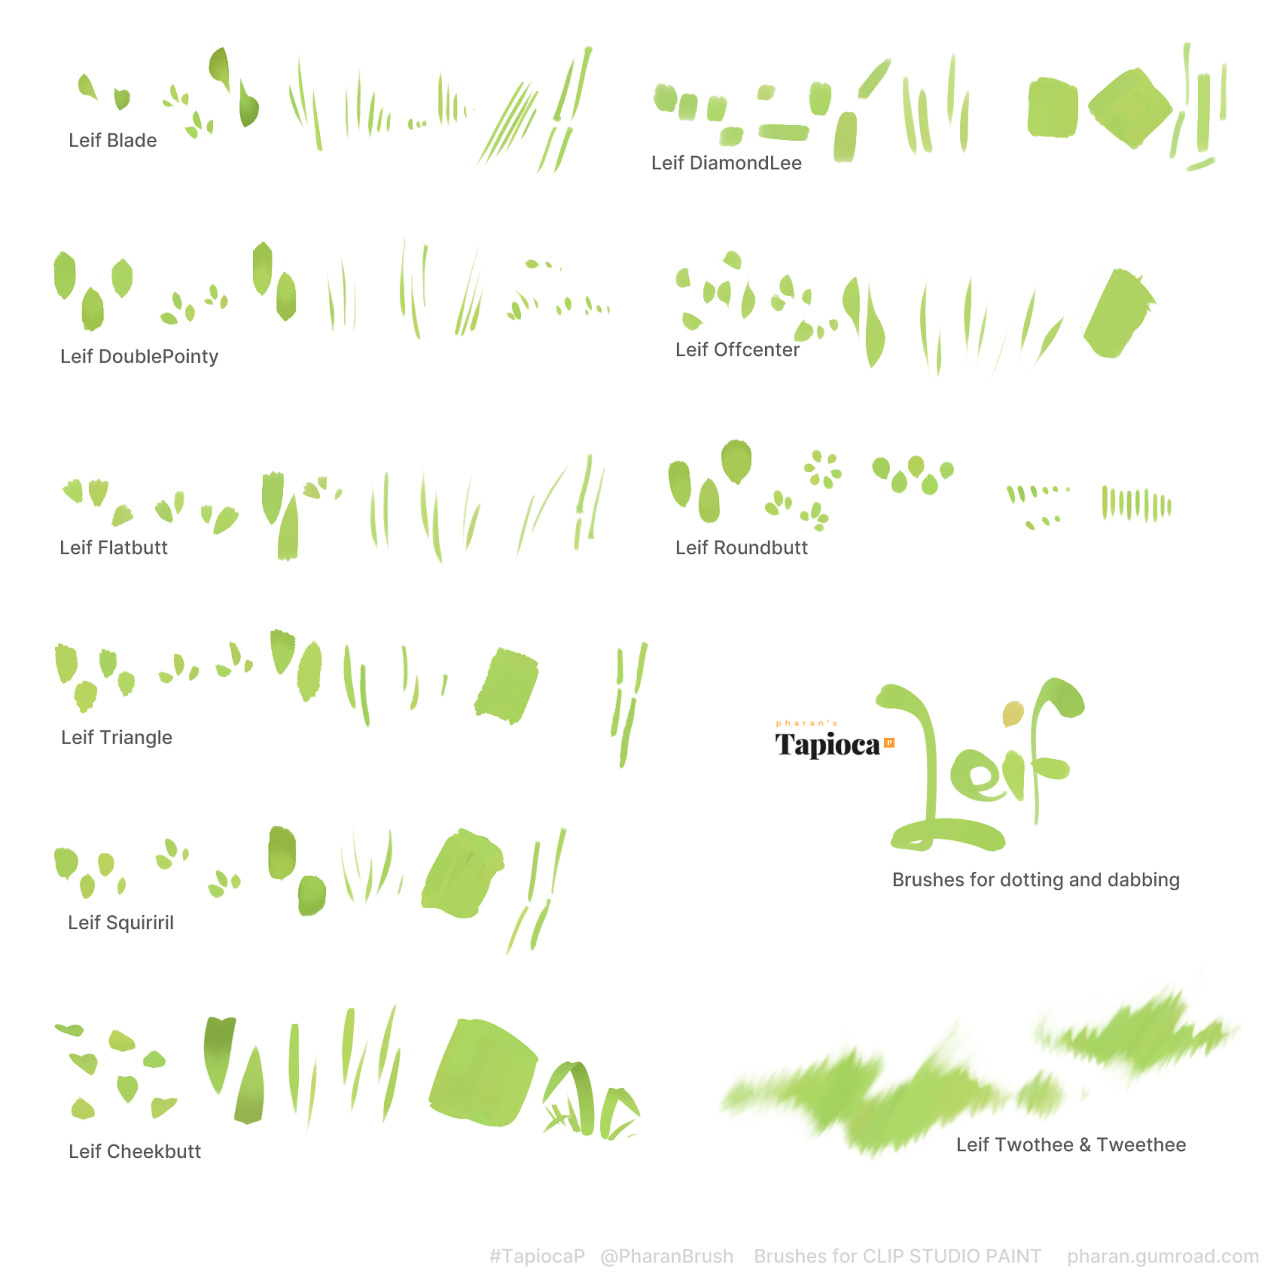 Leif Blade
Leif DiamondLee
Leif DoublePointy
Leif Offcenter
Leif Flatbutt
Leif Roundbutt
Leif Triangle
pharan's
Tapioca P
Leif
Brushes for dotting and dabbing
Leif Squiriril
Leif Cheekbutt
Leif Twothee & Tweethee
#TapiocaP @PharanBrush Brushes for CLIP STUDIO PAINT pharan.gumroad.com